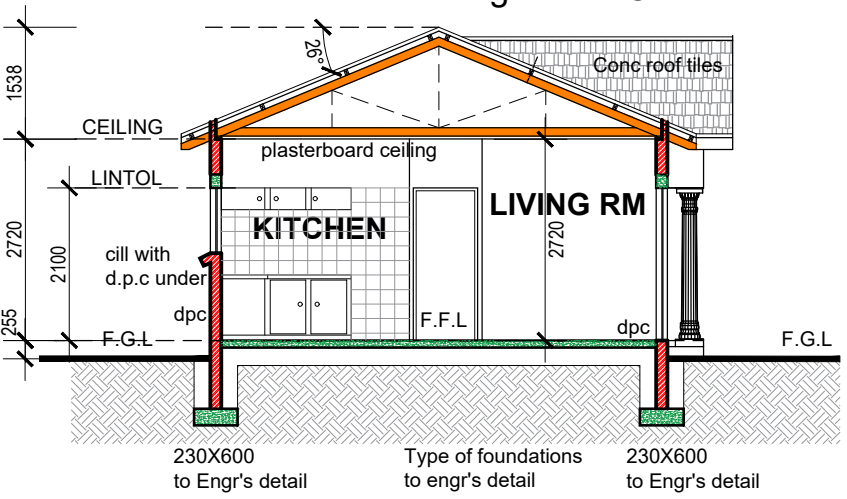 1538
26°
Conc roof tiles
CEILING
plasterboard ceiling
LINTOL
LIVING RM
KITCHEN
2720
2100
2720
cill with
d.p.c under
dpc
F.F.L
dpc
255
F.G.L
F.G.L
230X600
to Engr's detail
Type of foundations
to engr's detail
230X600
to Engr's detail